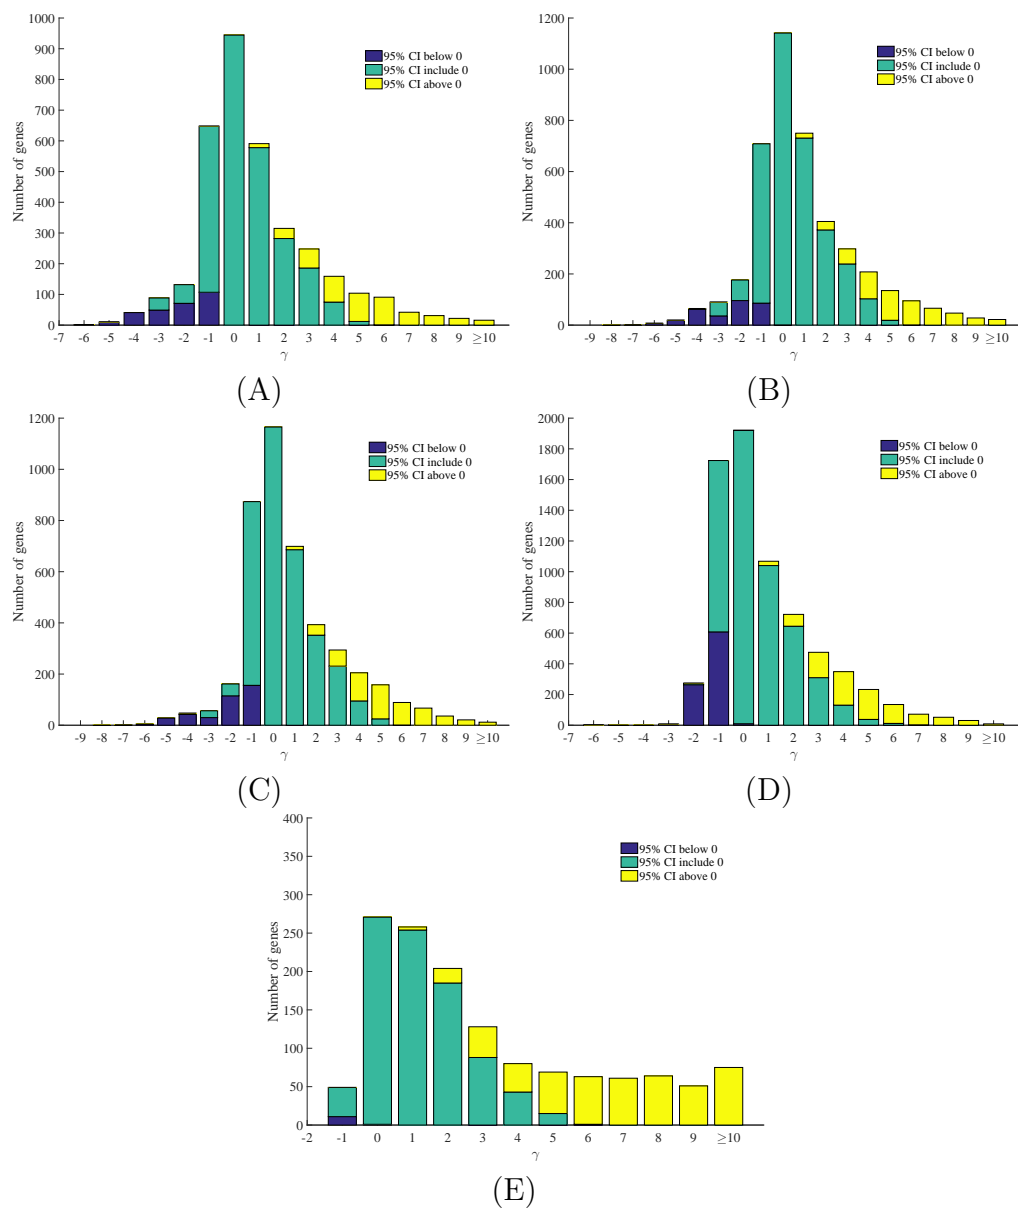 1000
900
800
700
600
500
400
300
200
100
0
Number of genes
95% CI below 0
95% CI include 0
95% CI above 0
-7 -6 -5 -4 -3 -2 -1 0 1 2 3 4 5 6 7 8 9 ≥10
γ
(A)
1200
1000
800
600
400
200
0
Number of genes
95% CI below 0
95% CI include 0
95% CI above 0
-9 -8 -7 -6 -5 -4 -3 -2 -1 0 1 2 3 4 5 6 7 8 9 ≥10
γ
(B)
1200
1000
800
600
400
200
0
Number of genes
95% CI below 0
95% CI include 0
95% CI above 0
-9 -8 -7 -6 -5 -4 -3 -2 -1 0 1 2 3 4 5 6 7 8 9 ≥10
γ
(C)
2000
1800
1600
1400
1200
1000
800
600
400
200
0
Number of genes
95% CI below 0
95% CI include 0
95% CI above 0
-7 -6 -5 -4 -3 -2 -1 0 1 2 3 4 5 6 7 8 9 ≥10
γ
(D)
400
350
300
250
200
150
100
50
0
Number of genes
95% CI below 0
95% CI include 0
95% CI above 0
-2 -1 0 1 2 3 4 5 6 7 8 9 ≥10
γ
(E)